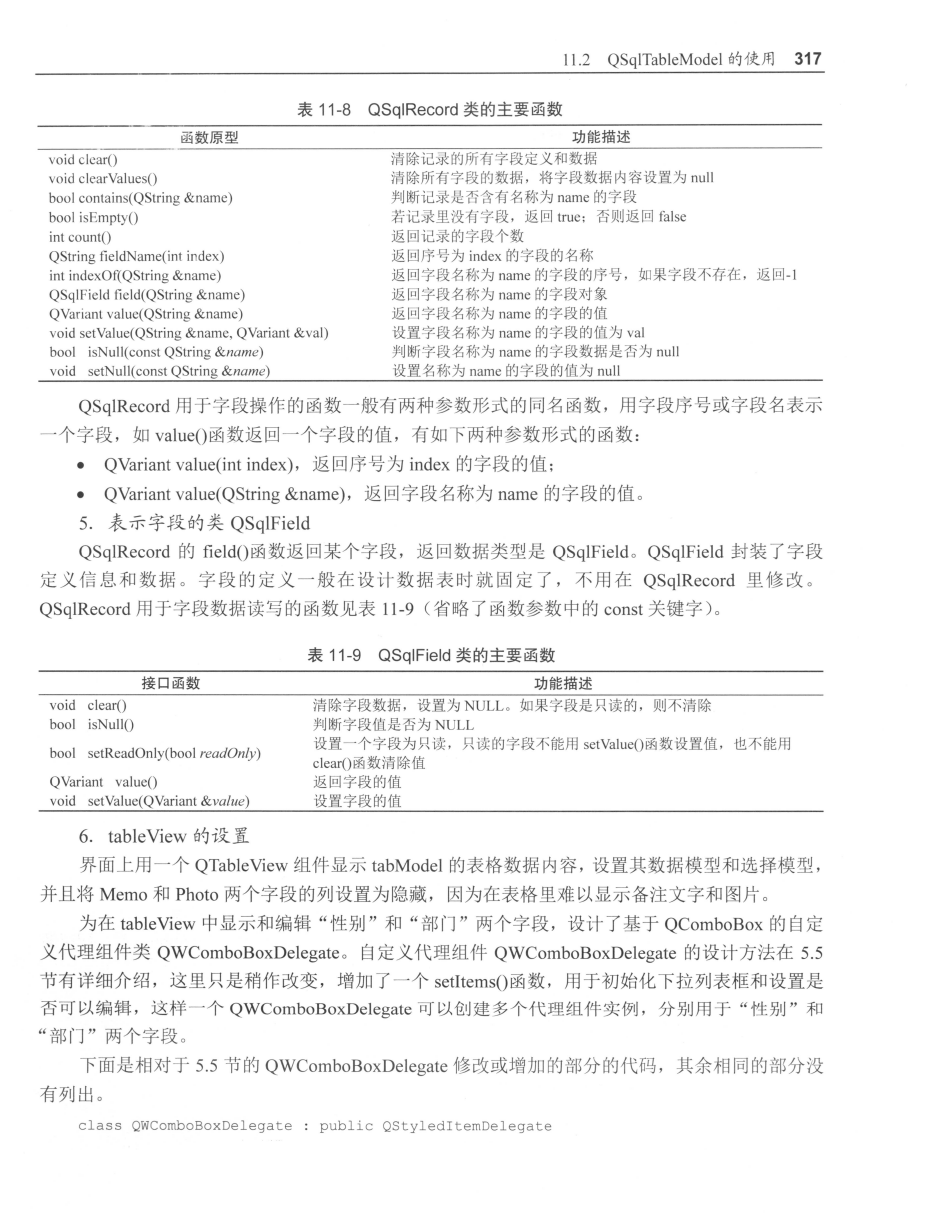 11.2 QSqlTableModel 的使用 317
表 11-8 QSqlRecord 类的主要函数
函数原型 功能描述
void clear() 清除记录的所有字段定义和数据
void clearValues() 清除所有字段的数据，将字段数据内容设置为 null
bool contains(QString &name) 判断记录是否含有名称为 name 的字段
bool isEmpty() 若记录里没有字段，返回 true；否则返回 false
int count() 返回记录的字段个数
QString fieldName(int index) 返回序号为 index 的字段的名称
int indexOf(QString &name) 返回字段名称为 name 的字段的序号，如果字段不存在，返回-1
QSqlField field(QString &name) 返回字段名称为 name 的字段对象
QVariant value(QString &name) 返回字段名称为 name 的字段的值
void setValue(QString &name, QVariant &val) 设置字段名称为 name 的字段的值为 val
bool isNull(const QString &name) 判断字段名称为 name 的字段数据是否为 null
void setNull(const QString &name) 设置名称为 name 的字段的值为 null
QSqlRecord 用于字段操作的函数一般有两种参数形式的同名函数，用字段序号或字段名表示
一个字段，如 value()函数返回一个字段的值，有如下两种参数形式的函数：
● QVariant value(int index)，返回序号为 index 的字段的值；
● QVariant value(QString &name)，返回字段名称为 name 的字段的值。
5．表示字段的类 QSqlField
QSqlRecord 的 field()函数返回某个字段，返回数据类型是 QSqlField。QSqlField 封装了字段
定义信息和数据。字段的定义一般在设计数据表时就固定了，不用在 QSqlRecord 里修改。
QSqlRecord 用于字段数据读写的函数见表 11-9（省略了函数参数中的 const 关键字）。
表 11-9 QSqlField 类的主要函数
接口函数 功能描述
void clear() 清除字段数据，设置为 NULL。如果字段是只读的，则不清除
bool isNull() 判断字段值是否为 NULL
bool setReadOnly(bool readOnly) 设置一个字段为只读，只读的字段不能用 setValue()函数设置值，也不能用
clear()函数清除值
QVariant value() 返回字段的值
void setValue(QVariant &value) 设置字段的值
6．tableView 的设置
界面上用一个 QTableView 组件显示 tabModel 的表格数据内容，设置其数据模型和选择模型，
并且将 Memo 和 Photo 两个字段的列设置为隐藏，因为在表格里难以显示备注文字和图片。
为在 tableView 中显示和编辑“性别”和“部门”两个字段，设计了基于 QComboBox 的自定
义代理组件类 QWComboBoxDelegate。自定义代理组件 QWComboBoxDelegate 的设计方法在 5.5
节有详细介绍，这里只是稍作改变，增加了一个 setItems()函数，用于初始化下拉列表框和设置是
否可以编辑，这样一个 QWComboBoxDelegate 可以创建多个代理组件实例，分别用于“性别”和
“部门”两个字段。
下面是相对于 5.5 节的 QWComboBoxDelegate 修改或增加的部分的代码，其余相同的部分没
有列出。
class QWComboBoxDelegate : public QStyledItemDelegate